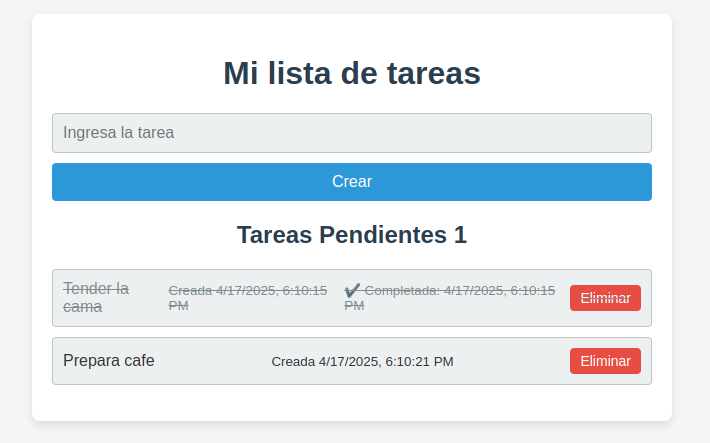 Mi lista de tareas
Ingresa la tarea
Crear
Tareas Pendientes 1
Tender la
cama
Creada 4/17/2025, 6:10:15
PM
✔ Completada: 4/17/2025, 6:10:15
PM
Eliminar
Prepara cafe
Creada 4/17/2025, 6:10:21 PM
Eliminar